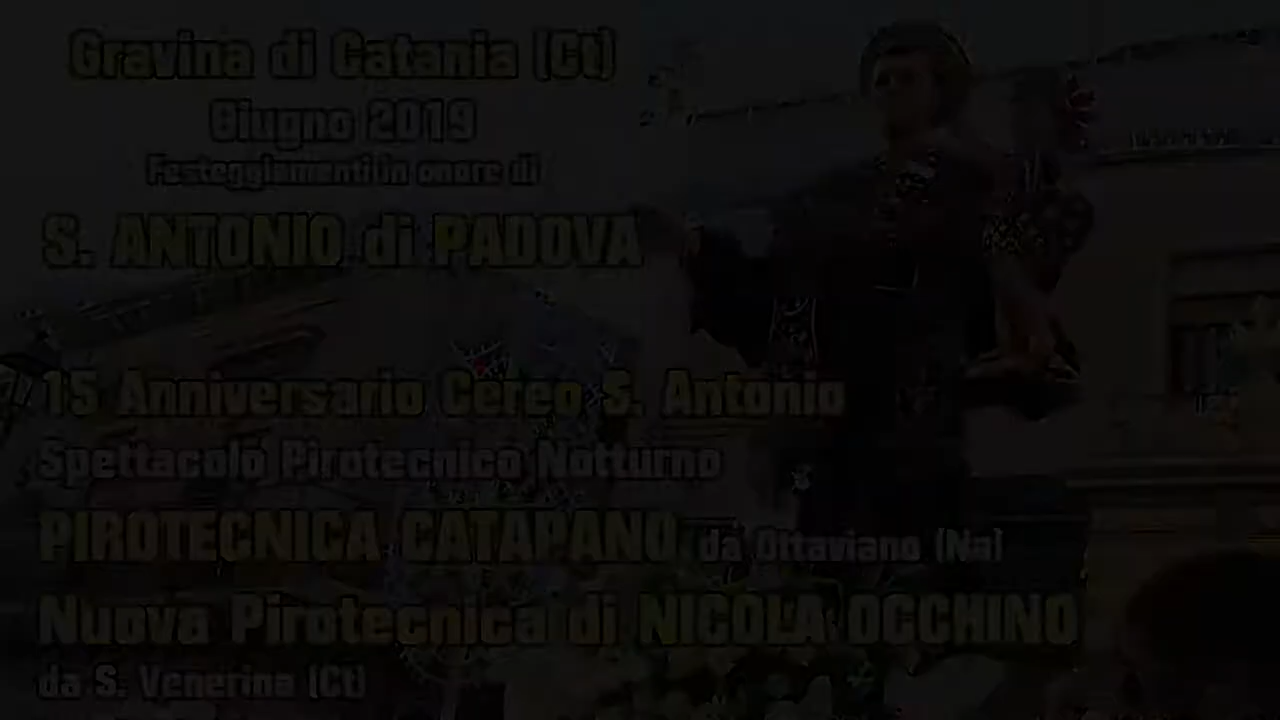 Gravina di Catania (Ct)
Giugno 2019
Festeggiamenti in onore di
S. ANTONIO di PADOVA
15 Anniversario Cereo S. Antonio
Spettacolo Pirotecnico Notturno
PIROTECNICA CATAPANO da Ottaviano (Na)
Nuova Pirotecnica di NICOLA OCCHINO
da S. Venerina (Ct)